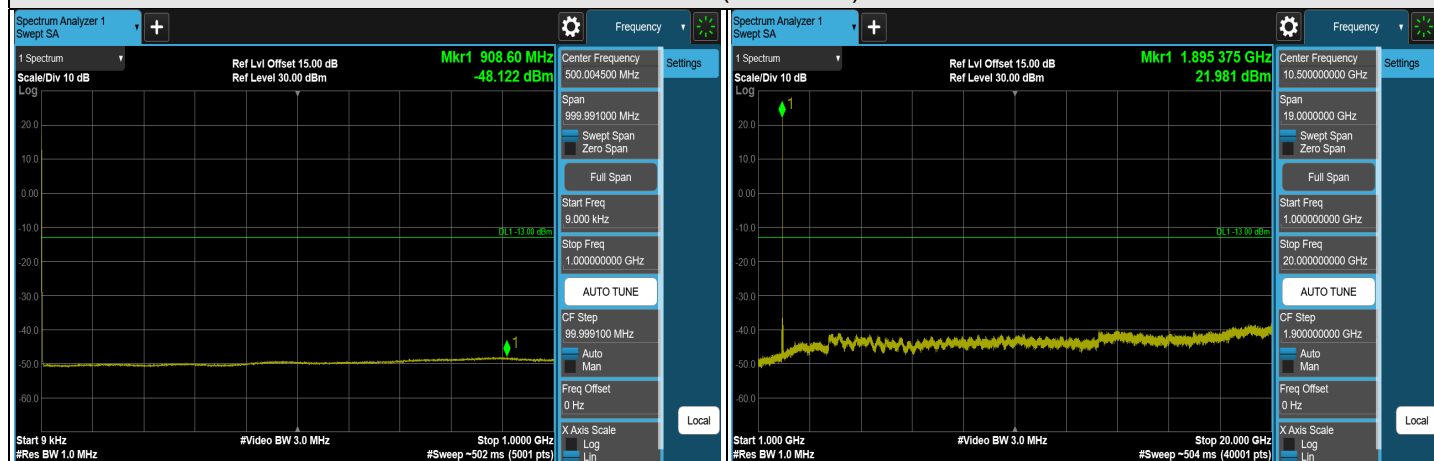 Spectrum Analyzer 1
Swept SA
+
Frequency
1 Spectrum
Scale/Div 10 dB
Log
Ref Lvl Offset 15.00 dB
Ref Level 30.00 dBm
Mkr1 908.60 MHz
-48.122 dBm
1
20.0
10.0
0.00
-10.0
-20.0
-30.0
-40.0
-50.0
-60.0
DL1 -13.00 dBm
Start 9 kHz
#Res BW 1.0 MHz
#Video BW 3.0 MHz
Stop 1.0000 GHz
#Sweep ~502 ms (5001 pts)
Center Frequency
500.004500 MHz
Settings
Span
999.991000 MHz
Swept Span
Zero Span
Full Span
Start Freq
9.000 kHz
Stop Freq
1.000000000 GHz
AUTO TUNE
CF Step
99.999100 MHz
Auto
Man
Freq Offset
0 Hz
X Axis Scale
Log
Lin
Local
Spectrum Analyzer 1
Swept SA
+
Frequency
1 Spectrum
Scale/Div 10 dB
Log
Ref Lvl Offset 15.00 dB
Ref Level 30.00 dBm
Mkr1 1.895 375 GHz
21.981 dBm
1
20.0
10.0
0.00
-10.0
-20.0
-30.0
-40.0
-50.0
-60.0
DL1 -13.00 dBm
Start 1.000 GHz
#Res BW 1.0 MHz
#Video BW 3.0 MHz
Stop 20.000 GHz
#Sweep ~504 ms (40001 pts)
Center Frequency
10.500000000 GHz
Settings
Span
19.0000000 GHz
Swept Span
Zero Span
Full Span
Start Freq
1.000000000 GHz
Stop Freq
20.000000000 GHz
AUTO TUNE
CF Step
1.900000000 GHz
Auto
Man
Freq Offset
0 Hz
X Axis Scale
Log
Lin
Local